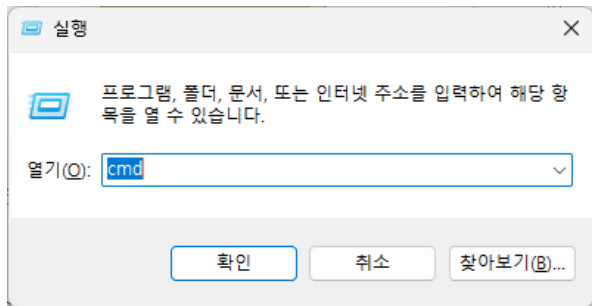 실행
프로그램, 폴더, 문서, 또는 인터넷 주소를 입력하여 해당 항
목을 열 수 있습니다.
열기(O): cmd
확인 취소 찾아보기(B)...